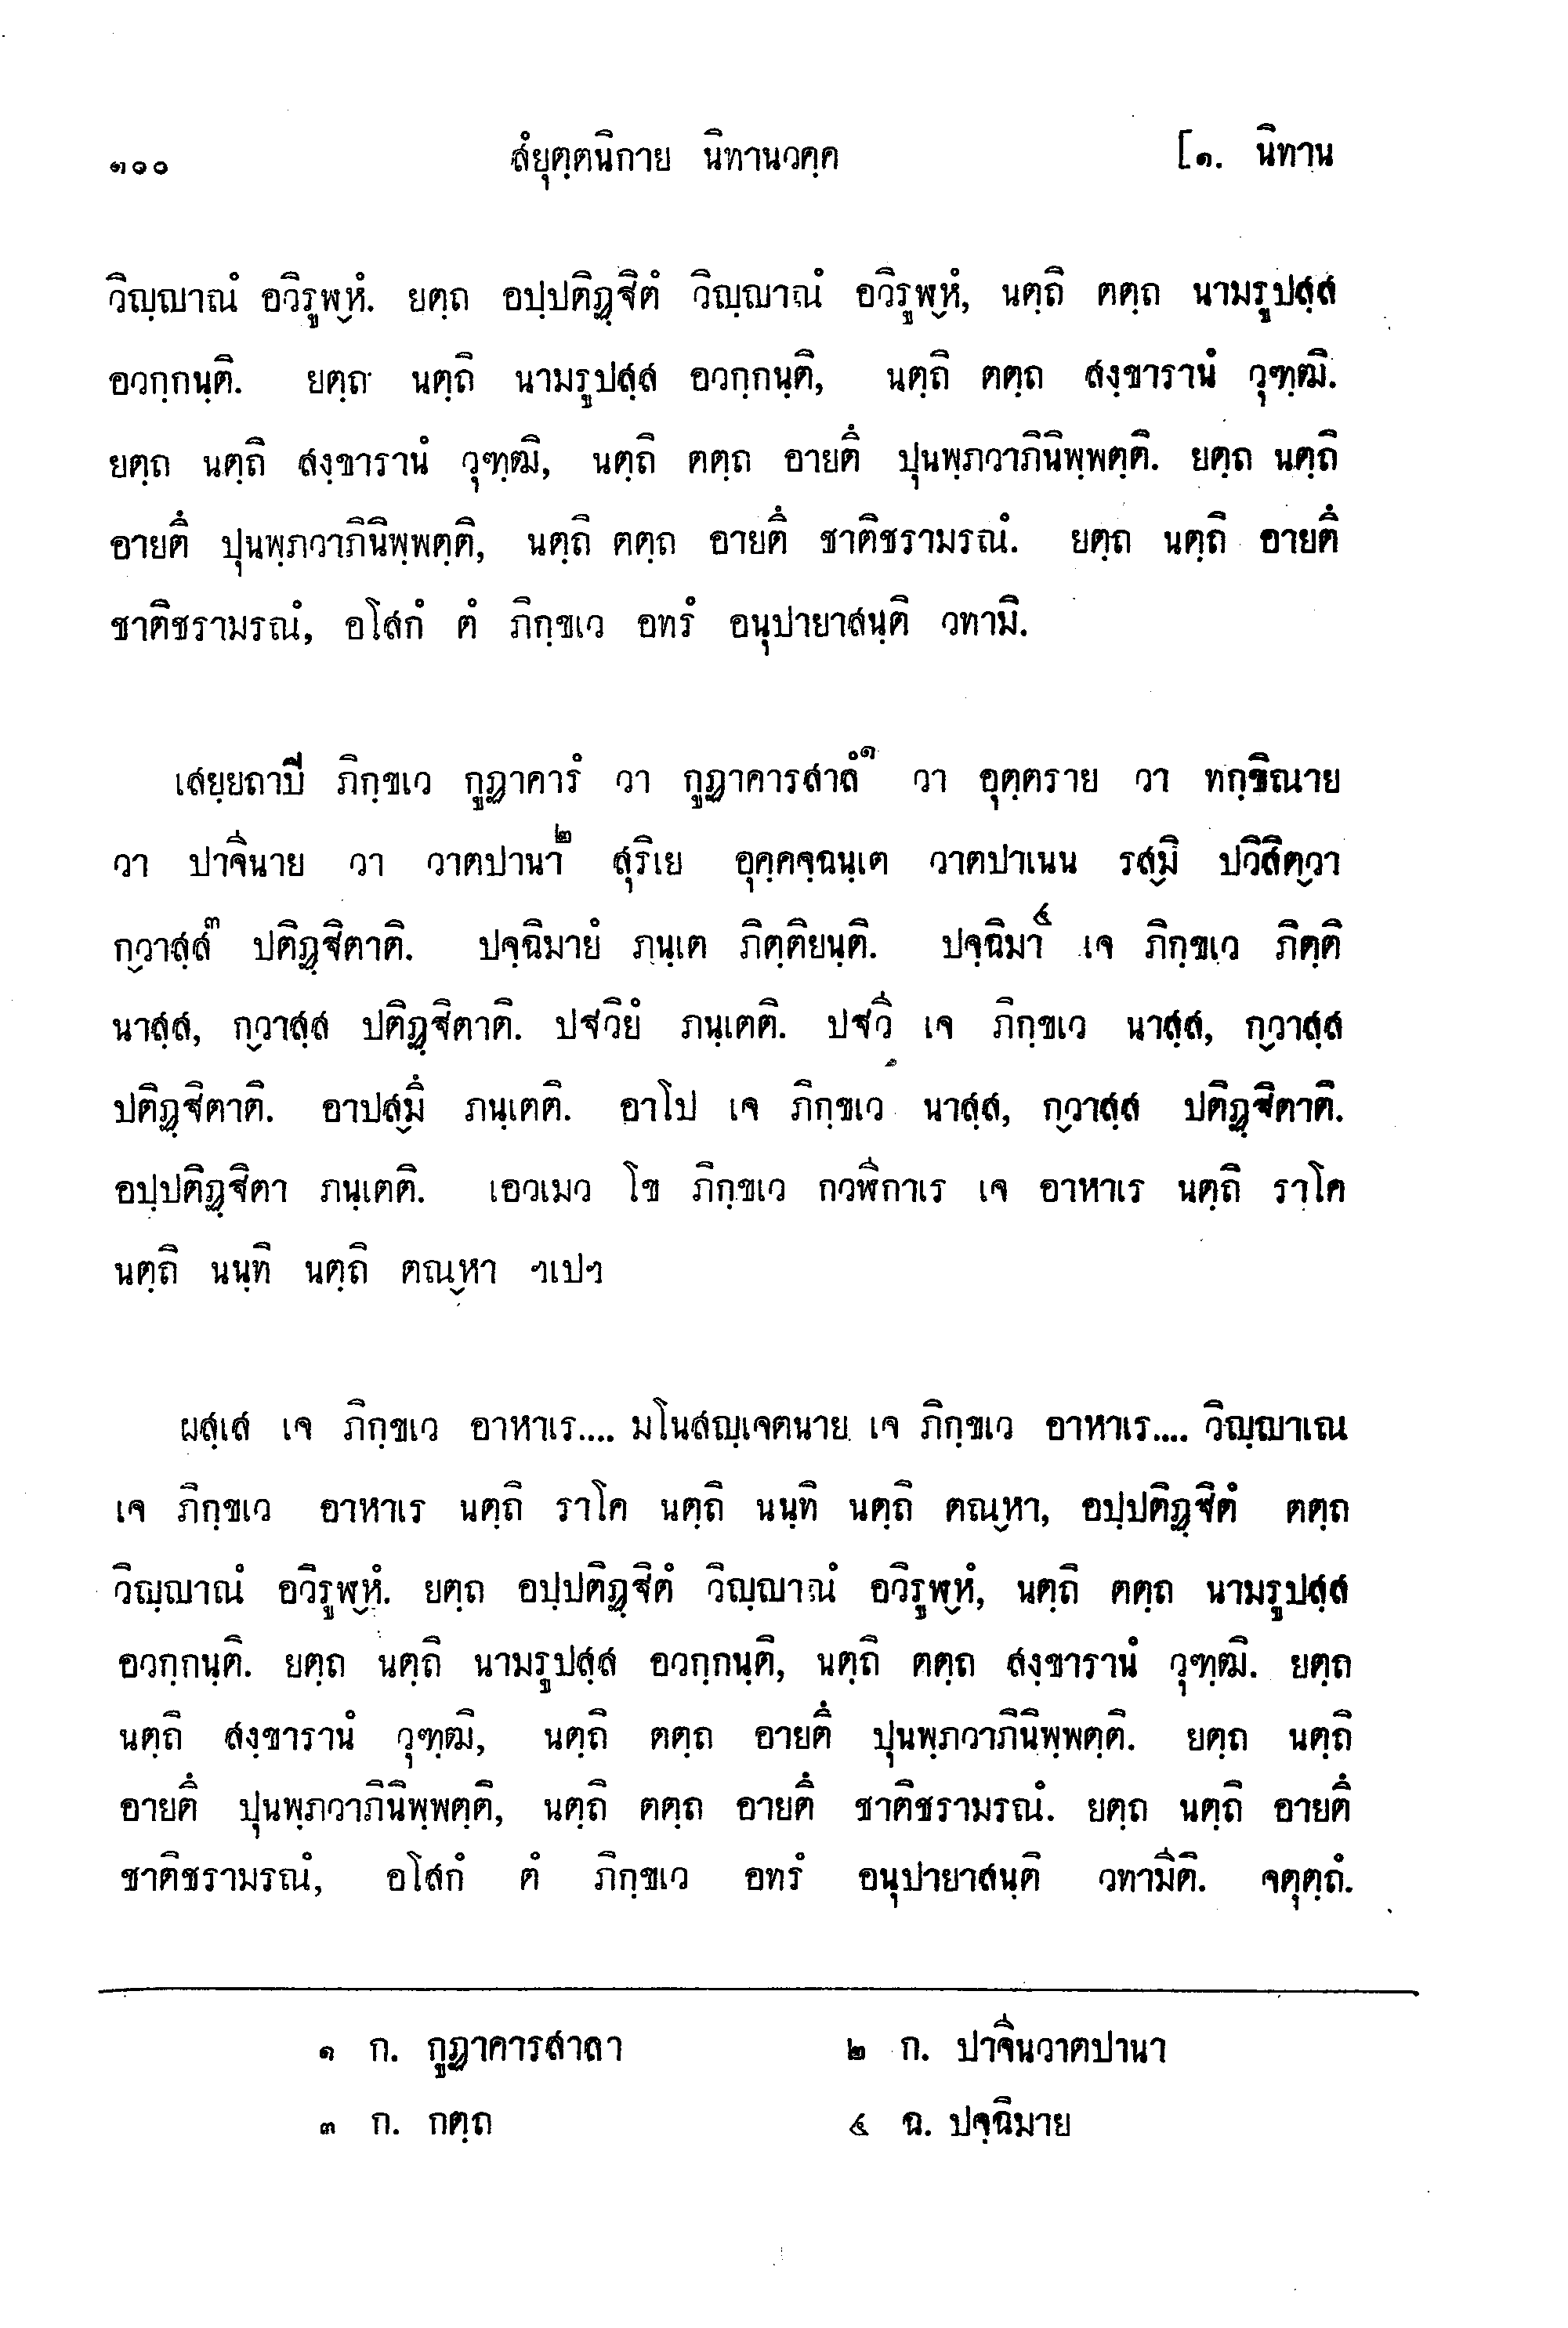 ๑๐๐ สํยุตฺตนิกาย นิทานวคฺค [๑. นิทาน
วิญฺญาณํ อวิรูฬฺหํ. ยตฺถ อปฺปติฏฺฐิตํ วิญฺญาณํ อวิรูฬฺหํ, นตฺถิ ตตฺถ นามรูปสฺส
อวกฺกนฺติ. ยตฺถ นตฺถิ นามรูปสฺส อวกฺกนฺติ, นตฺถิ ตตฺถ สงฺขารานํ วุฑฺฒิ.
ยตฺถ นตฺถิ สงฺขารานํ วุฑฺฒิ, นตฺถิ ตตฺถ อายตึ ปุนพฺภวาภินิพฺพตฺติ. ยตฺถ นตฺถิ
อายตึ ปุนพฺภวาภินิพฺพตฺติ, นตฺถิ ตตฺถ อายตึ ชาติชรามรณํ. ยตฺถ นตฺถิ อายตึ
ชาติชรามรณํ, อโสกํ ตํ ภิกฺขเว อทรํ อนุปายาสนฺติ วทามิ.
เสยฺยถาปี ภิกฺขเว กูฏาคารํ วา กูฏาคารสาลํ๑ วา อุตฺตราย วา ทกฺขิณาย
วา ปาจีนาย วา วาตปานา๒ สุริเย อุคฺคจฺฉนฺเต วาตปาเนน รสฺมิ ปวิสิตฺวา
กฺวาสฺส๓ ปติฏฺฐิตาติ. ปจฺฉิมายํ ภนฺเต ภิตฺติยนฺติ. ปจฺฉิมา๔ เจ ภิกฺขเว ภิตฺติ
นาสฺส, กฺวาสฺส ปติฏฺฐิตาติ. ปฐวิยํ ภนฺเตติ. ปฐวี เจ ภิกฺขเว นาสฺส, กฺวาสฺส
ปติฏฺฐิตาติ. อาปสฺมึ ภนฺเตติ. อาโป เจ ภิกฺขเว นาสฺส, กฺวาสฺส ปติฏฺฐิตาติ.
อปฺปติฏฺฐิตา ภนฺเตติ. เอวเมว โข ภิกฺขเว กวฬีกาเร เจ อาหาเร นตฺถิ ราโค
นตฺถิ นนฺทิ นตฺถิ ตณฺหา ฯเปฯ
ผสฺเส เจ ภิกฺขเว อาหาเร.... มโนสญฺเจตนาย เจ ภิกฺขเว อาหาเร.... วิญฺญาเณ
เจ ภิกฺขเว อาหาเร นตฺถิ ราโค นตฺถิ นนฺทิ นตฺถิ ตณฺหา, อปฺปติฏฺฐิตํ ตตฺถ
วิญฺญาณํ อวิรูฬฺหํ. ยตฺถ อปฺปติฏฺฐิตํ วิญฺญาณํ อวิรูฬฺหํ, นตฺถิ ตตฺถ นามรูปสฺส
อวกฺกนฺติ. ยตฺถ นตฺถิ นามรูปสฺส อวกฺกนฺติ, นตฺถิ ตตฺถ สงฺขารานํ วุฑฺฒิ. ยตฺถ
นตฺถิ สงฺขารานํ วุฑฺฒิ, นตฺถิ ตตฺถ อายตึ ปุนพฺภวาภินิพฺพตฺติ. ยตฺถ นตฺถิ
อายตึ ปุนพฺภวาภินิพฺพตฺติ, นตฺถิ ตตฺถ อายตึ ชาติชรามรณํ. ยตฺถ นตฺถิ อายตึ
ชาติชรามรณํ, อโสกํ ตํ ภิกฺขเว อทรํ อนุปายาสนฺติ วทามีติ. จตุตฺถํ.
๑ ก. กูฏาคารสาลา ๒ ก. ปาจีนวาตปานา
๓ ก. กตฺถ ๔ ฉ. ปจฺฉิมาย